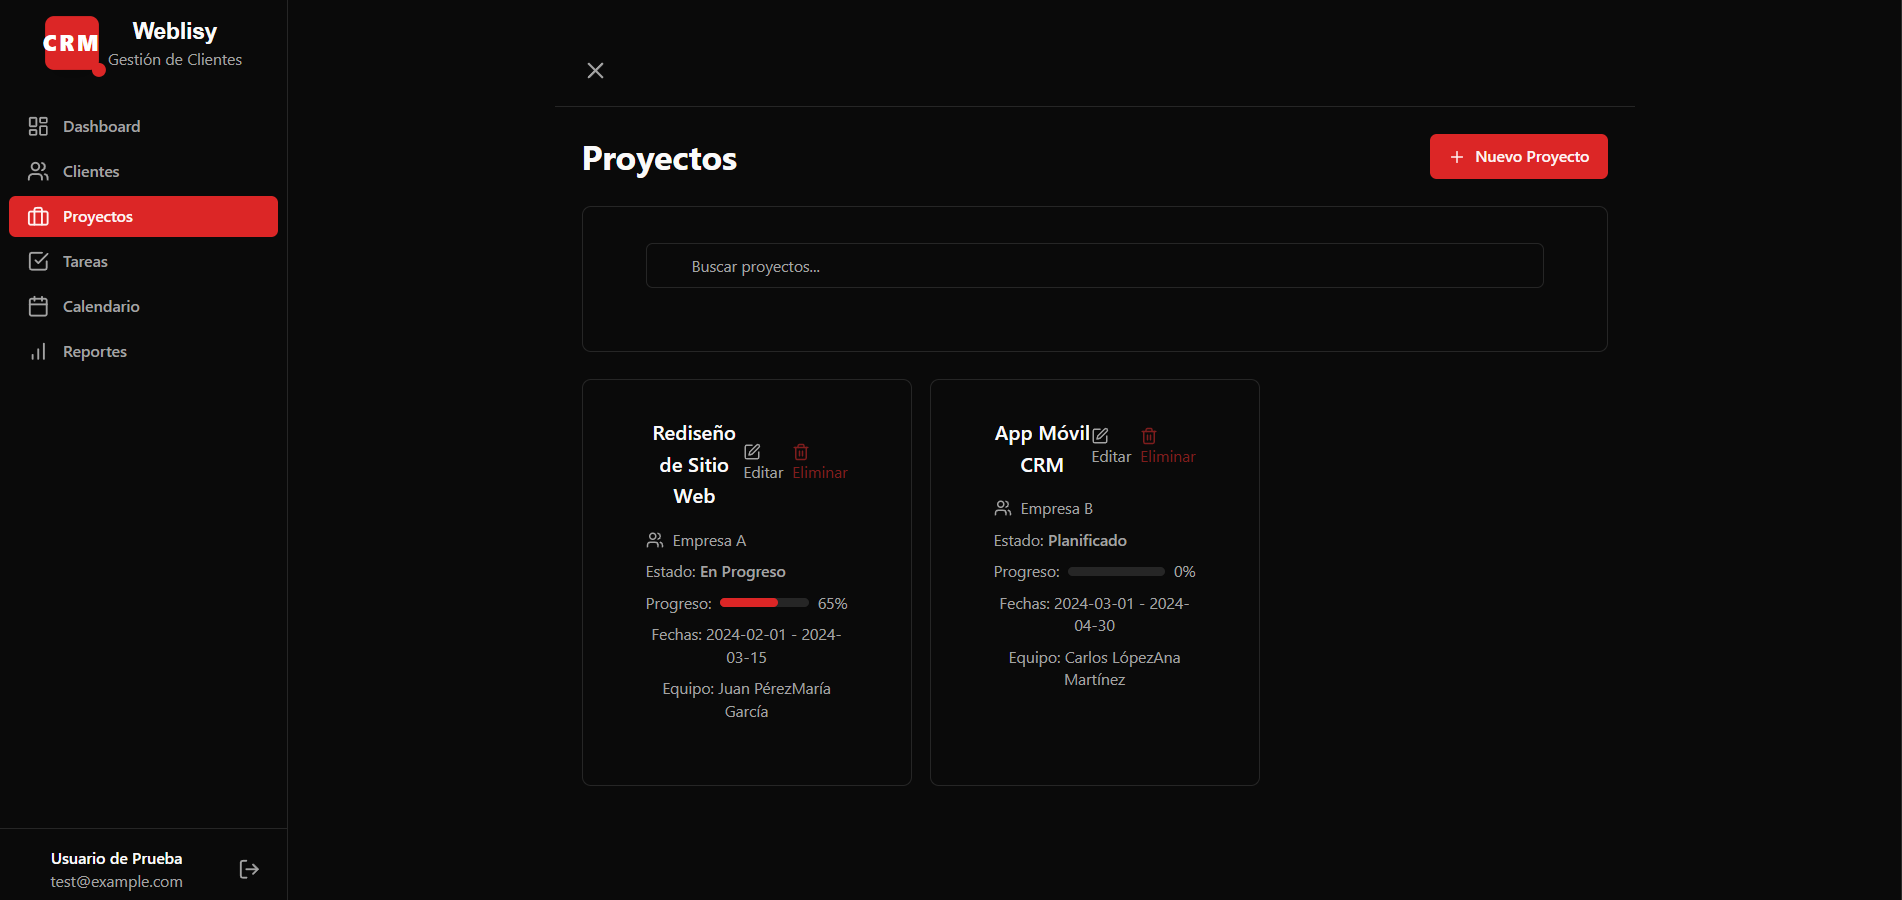 CRM
Weblisy
Gestión de Clientes
Dashboard
Clientes
Proyectos
Tareas
Calendario
Reportes
Usuario de Prueba
test@example.com
Proyectos
Nuevo Proyecto
Buscar proyectos...
Rediseño
de Sitio
Web
Editar
Eliminar
Empresa A
Estado: En Progreso
Progreso: 65%
Fechas: 2024-02-01 - 2024-
03-15
Equipo: Juan PérezMaría
García
App Móvil
CRM
Editar
Eliminar
Empresa B
Estado: Planificado
Progreso: 0%
Fechas: 2024-03-01 - 2024-
04-30
Equipo: Carlos LópezAna
Martínez